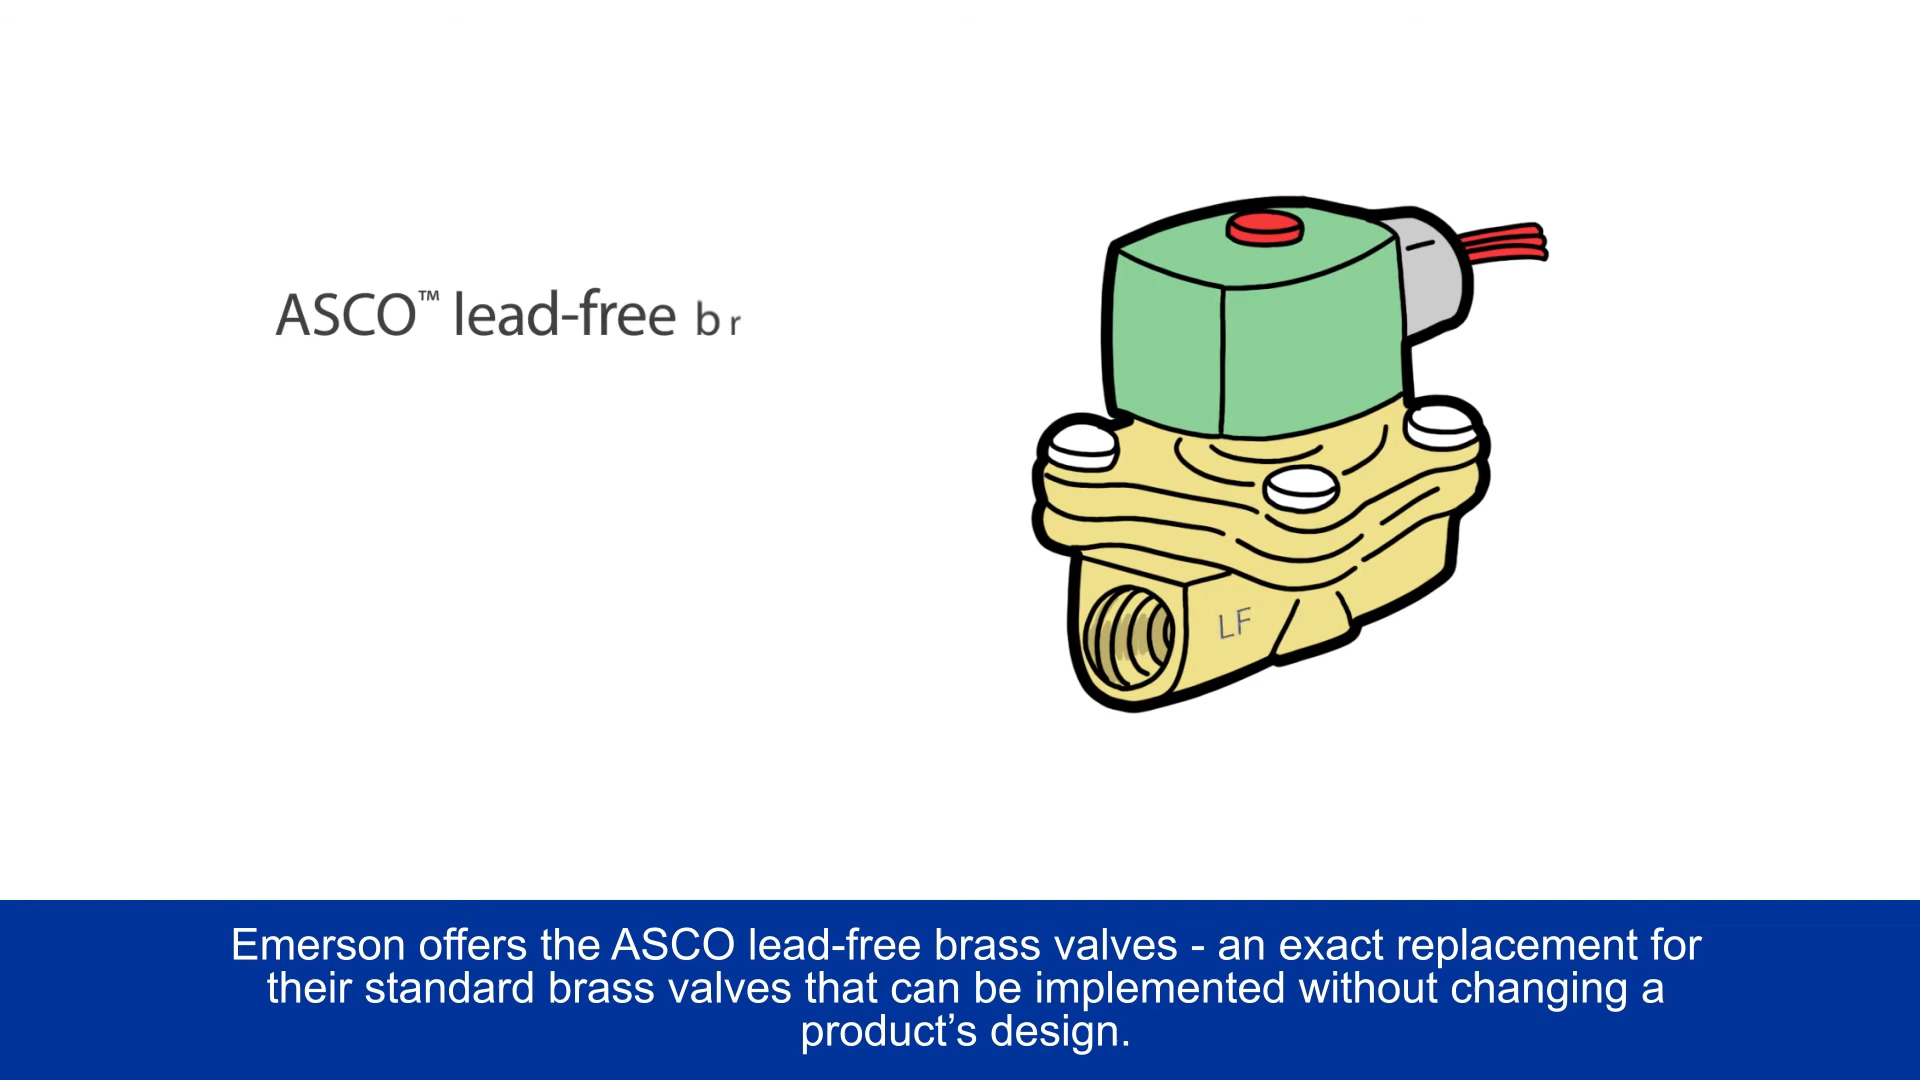 ASCO™ lead-free br
LF
Emerson offers the ASCO lead-free brass valves - an exact replacement for
their standard brass valves that can be implemented without changing a
product’s design.